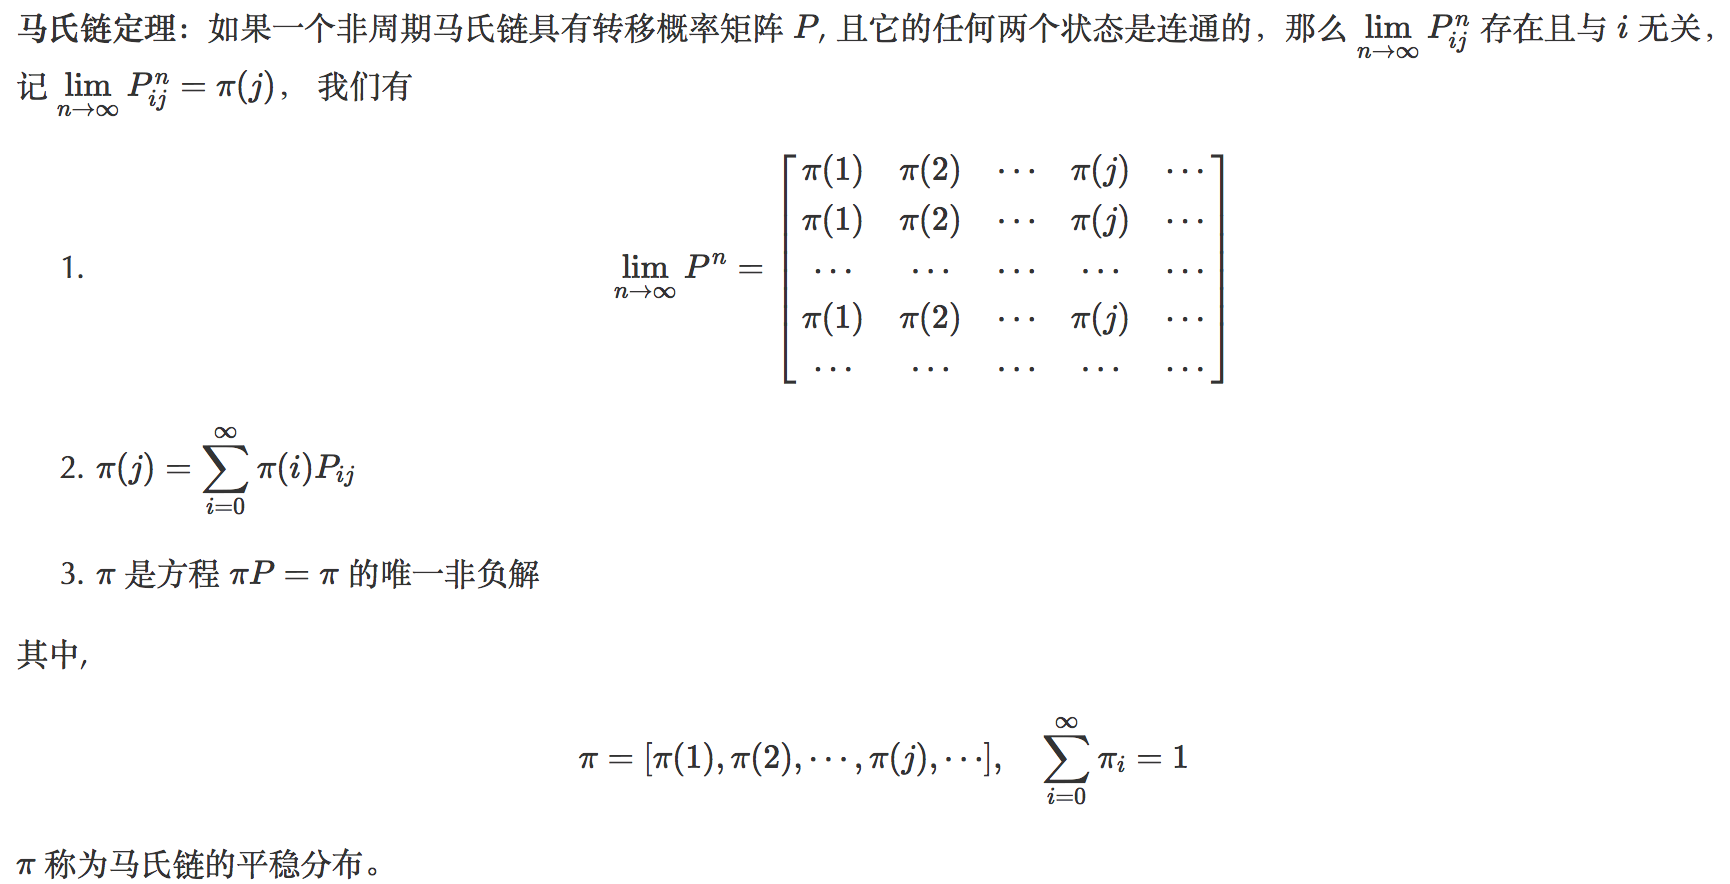 马氏链定理：如果一个非周期马氏链具有转移概率矩阵 $P$, 且它的任何两个状态是连通的，那么 $\lim_{n\to\infty} P_{ij}^n$ 存在且与 $i$ 无关，
记 $\lim_{n\to\infty} P_{ij}^n = \pi(j)$， 我们有
1. $\lim_{n\to\infty} P^n = \begin{bmatrix} \pi(1) & \pi(2) & \cdots & \pi(j) & \cdots \\ \pi(1) & \pi(2) & \cdots & \pi(j) & \cdots \\ \cdots & \cdots & \cdots & \cdots & \cdots \\ \pi(1) & \pi(2) & \cdots & \pi(j) & \cdots \\ \cdots & \cdots & \cdots & \cdots & \cdots \end{bmatrix}$
2. $\pi(j) = \sum_{i=0}^{\infty} \pi(i) P_{ij}$
3. $\pi$ 是方程 $\pi P = \pi$ 的唯一非负解
其中,
$\pi = [\pi(1), \pi(2), \cdots, \pi(j), \cdots], \quad \sum_{i=0}^{\infty} \pi_i = 1$
$\pi$ 称为马氏链的平稳分布。